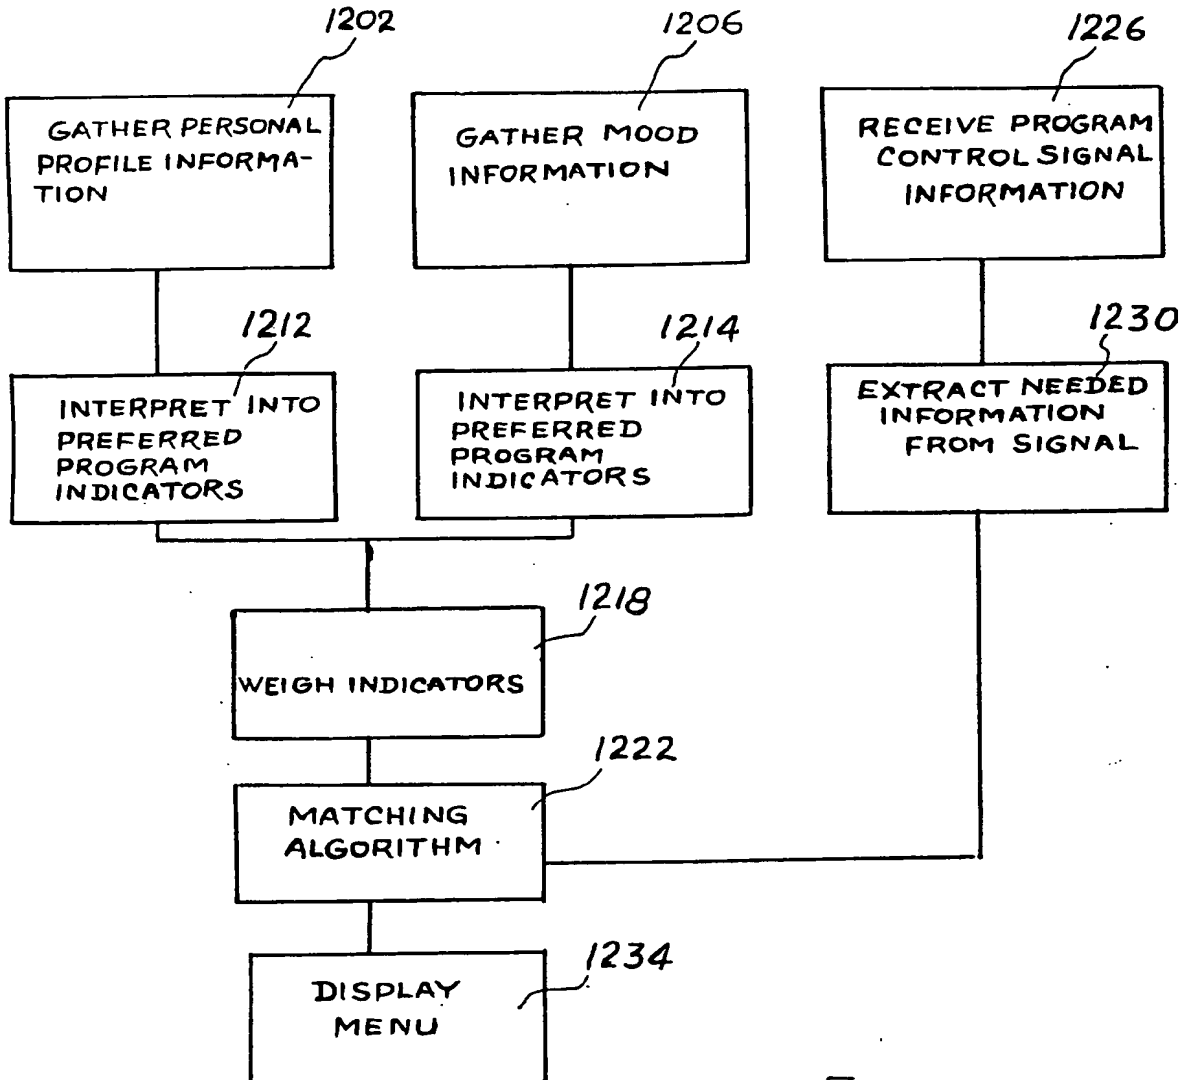 1202
GATHER PERSONAL
PROFILE INFORMA-
TION
1206
GATHER MOOD
INFORMATION
1226
RECEIVE PROGRAM
CONTROL SIGNAL
INFORMATION
1212
INTERPRET INTO
PREFERRED
PROGRAM
INDICATORS
1214
INTERPRET INTO
PREFERRED
PROGRAM
INDICATORS
1230
EXTRACT NEEDED
INFORMATION
FROM SIGNAL
1218
WEIGH INDICATORS
1222
MATCHING
ALGORITHM
1234
DISPLAY
MENU